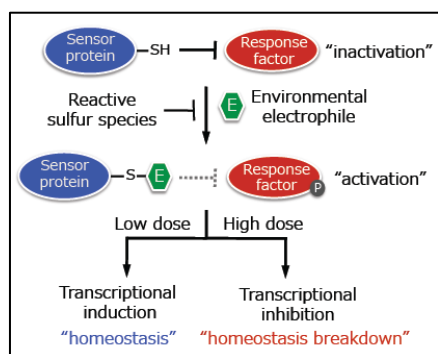 Sensor
protein
SH
Response
factor
“inactivation”
Reactive
sulfur species
E
Environmental
electrophile
Sensor
protein
S
E
Response
factor
P
“activation”
Low dose
High dose
Transcriptional
induction
“homeostasis”
Transcriptional
inhibition
“homeostasis breakdown”